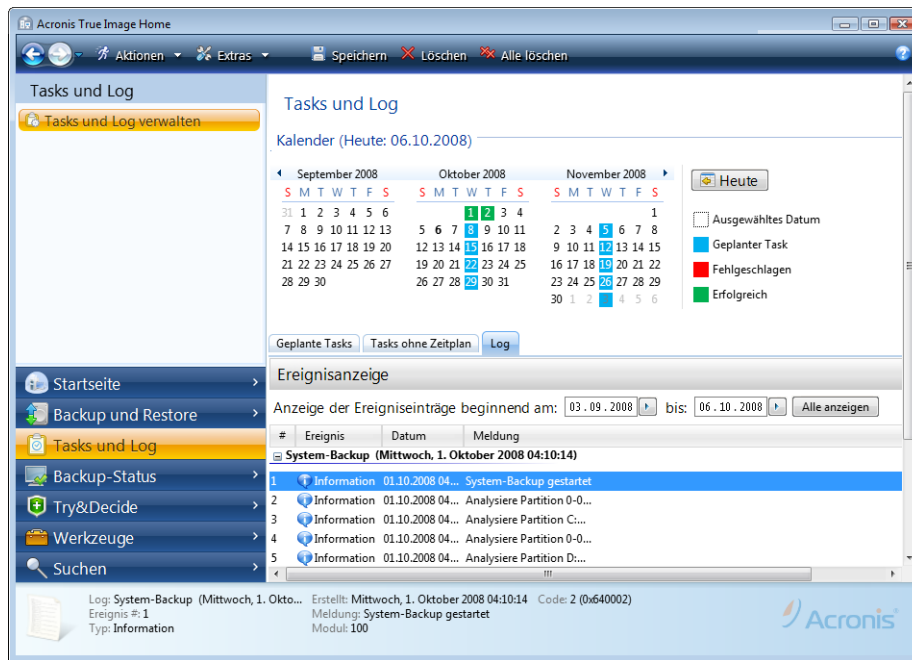 Acronis True Image Home
Aktionen Extras Speichern Löschen Alle löschen
Tasks und Log
Tasks und Log verwalten
Startseite
Backup und Restore
Tasks und Log
Backup-Status
Try&Decide
Werkzeuge
Suchen
Tasks und Log
Kalender (Heute: 06.10.2008)
September 2008 Oktober 2008 November 2008
S M T W T F S S M T W T F S S M T W T F S
31 1 2 3 4 5 6 1 2 3 4 1
7 8 9 10 11 12 13 5 6 7 8 9 10 11 2 3 4 5 6 7 8
14 15 16 17 18 19 20 12 13 14 15 16 17 18 9 10 11 12 13 14 15
21 22 23 24 25 26 27 19 20 21 22 23 24 25 16 17 18 19 20 21 22
28 29 30 26 27 28 29 30 31 23 24 25 26 27 28 29
30 1 2 4 5 6
Heute
Ausgewähltes Datum
Geplanter Task
Fehlgeschlagen
Erfolgreich
Geplante Tasks Tasks ohne Zeitplan Log
Ereignisanzeige
Anzeige der Ereigniseinträge beginnend am: 03.09.2008 bis: 06.10.2008 Alle anzeigen
# Ereignis Datum Meldung
System-Backup (Mittwoch, 1. Oktober 2008 04:10:14)
1 Information 01.10.2008 04... System-Backup gestartet
2 Information 01.10.2008 04... Analysiere Partition 0-0...
3 Information 01.10.2008 04... Analysiere Partition C:...
4 Information 01.10.2008 04... Analysiere Partition 0-0...
5 Information 01.10.2008 04... Analysiere Partition D:...
Log: System-Backup (Mittwoch, 1. Okto... Erstellt: Mittwoch, 1. Oktober 2008 04:10:14 Code: 2 (0x640002)
Ereignis #: 1 Meldung: System-Backup gestartet
Typ: Information Modul: 100
Acronis